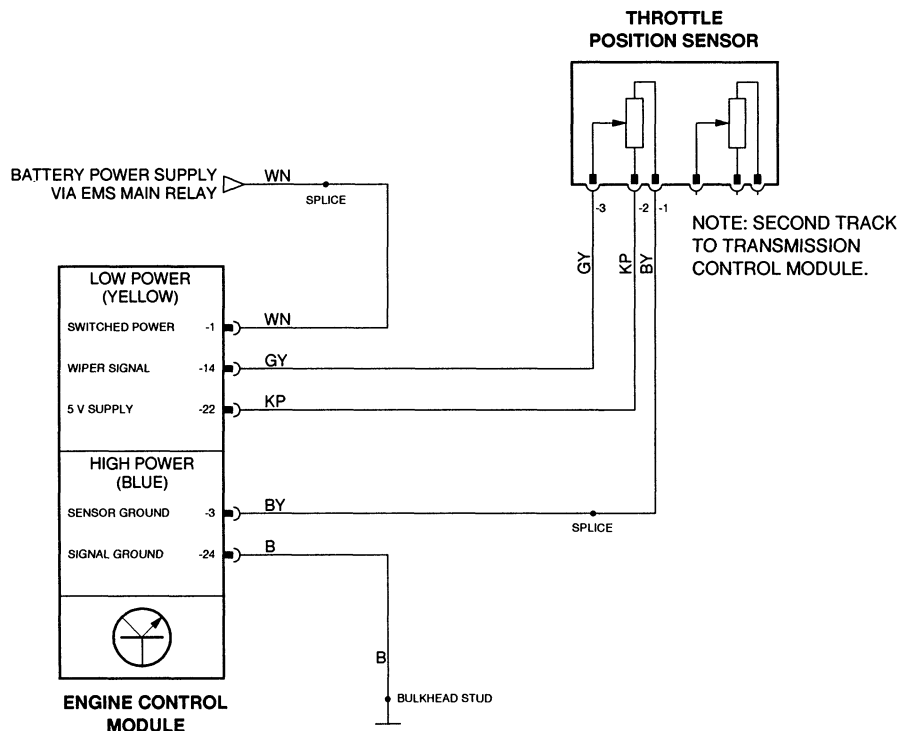 THROTTLE
POSITION SENSOR
BATTERY POWER SUPPLY
VIA EMS MAIN RELAY
WN
SPLICE
-3
-2
-1
NOTE: SECOND TRACK
TO TRANSMISSION
CONTROL MODULE.
GY
KP
BY
LOW POWER
(YELLOW)
SWITCHED POWER -1 WN
WIPER SIGNAL -14 GY
5 V SUPPLY -22 KP
HIGH POWER
(BLUE)
SENSOR GROUND -3 BY
SPLICE
SIGNAL GROUND -24 B
B
BULKHEAD STUD
ENGINE CONTROL
MODULE